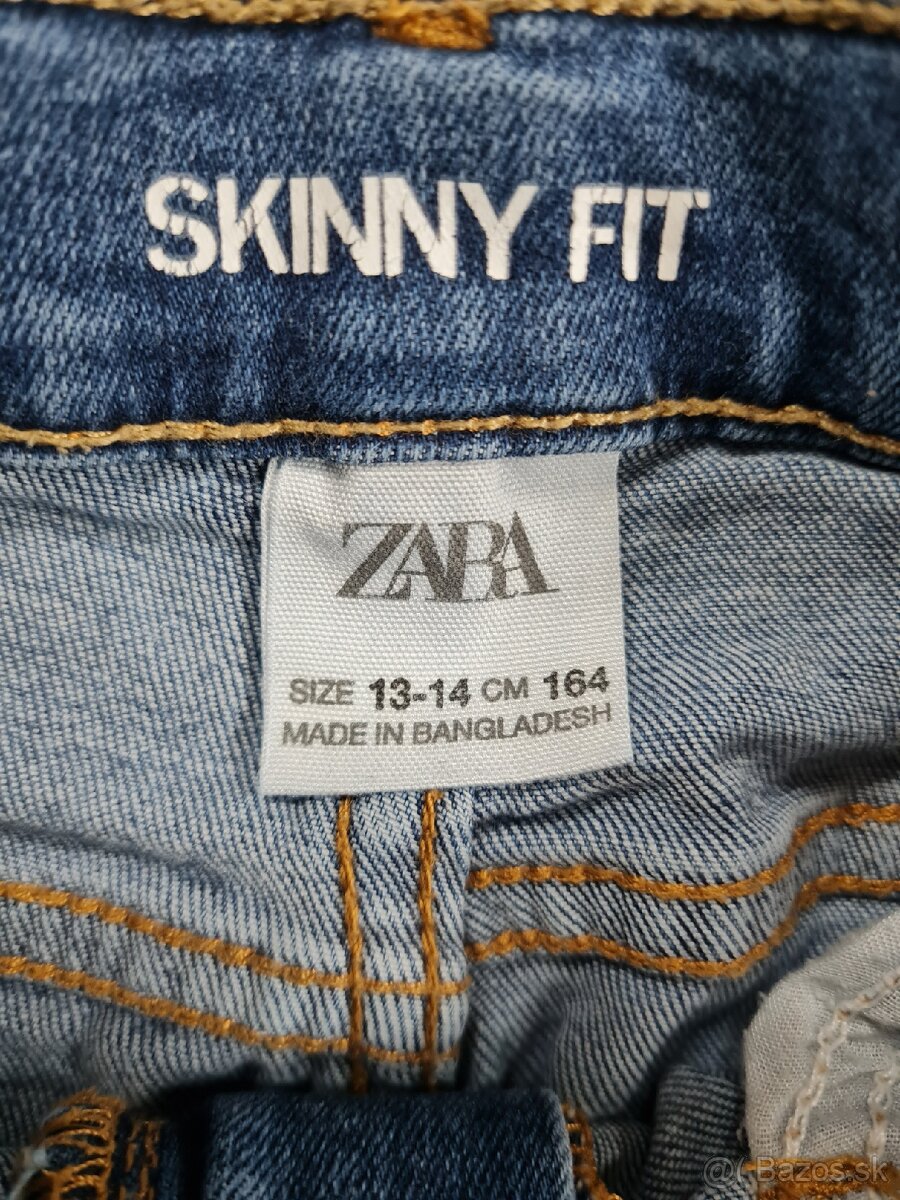 SKINNY FIT
ZARA
SIZE 13-14 CM 164
MADE IN BANGLADESH
@( Bazos.sk